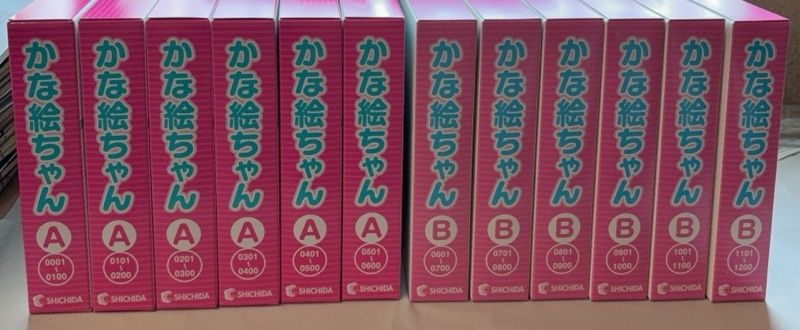 かな絵ちゃん
A
0001
~
0100
SHICHIDA
かな絵ちゃん
A
0101
~
0200
SHICHIDA
かな絵ちゃん
A
0201
~
0300
SHICHIDA
かな絵ちゃん
A
0301
~
0400
SHICHIDA
かな絵ちゃん
A
0401
~
0500
SHICHIDA
かな絵ちゃん
A
0501
~
0600
SHICHIDA
かな絵ちゃん
B
0601
~
0700
SHICHIDA
かな絵ちゃん
B
0701
~
0800
SHICHIDA
かな絵ちゃん
B
0801
~
0900
SHICHIDA
かな絵ちゃん
B
0901
~
1000
SHICHIDA
かな絵ちゃん
B
1001
~
1100
SHICHIDA
かな絵ちゃん
B
1101
~
1200
SHICHIDA